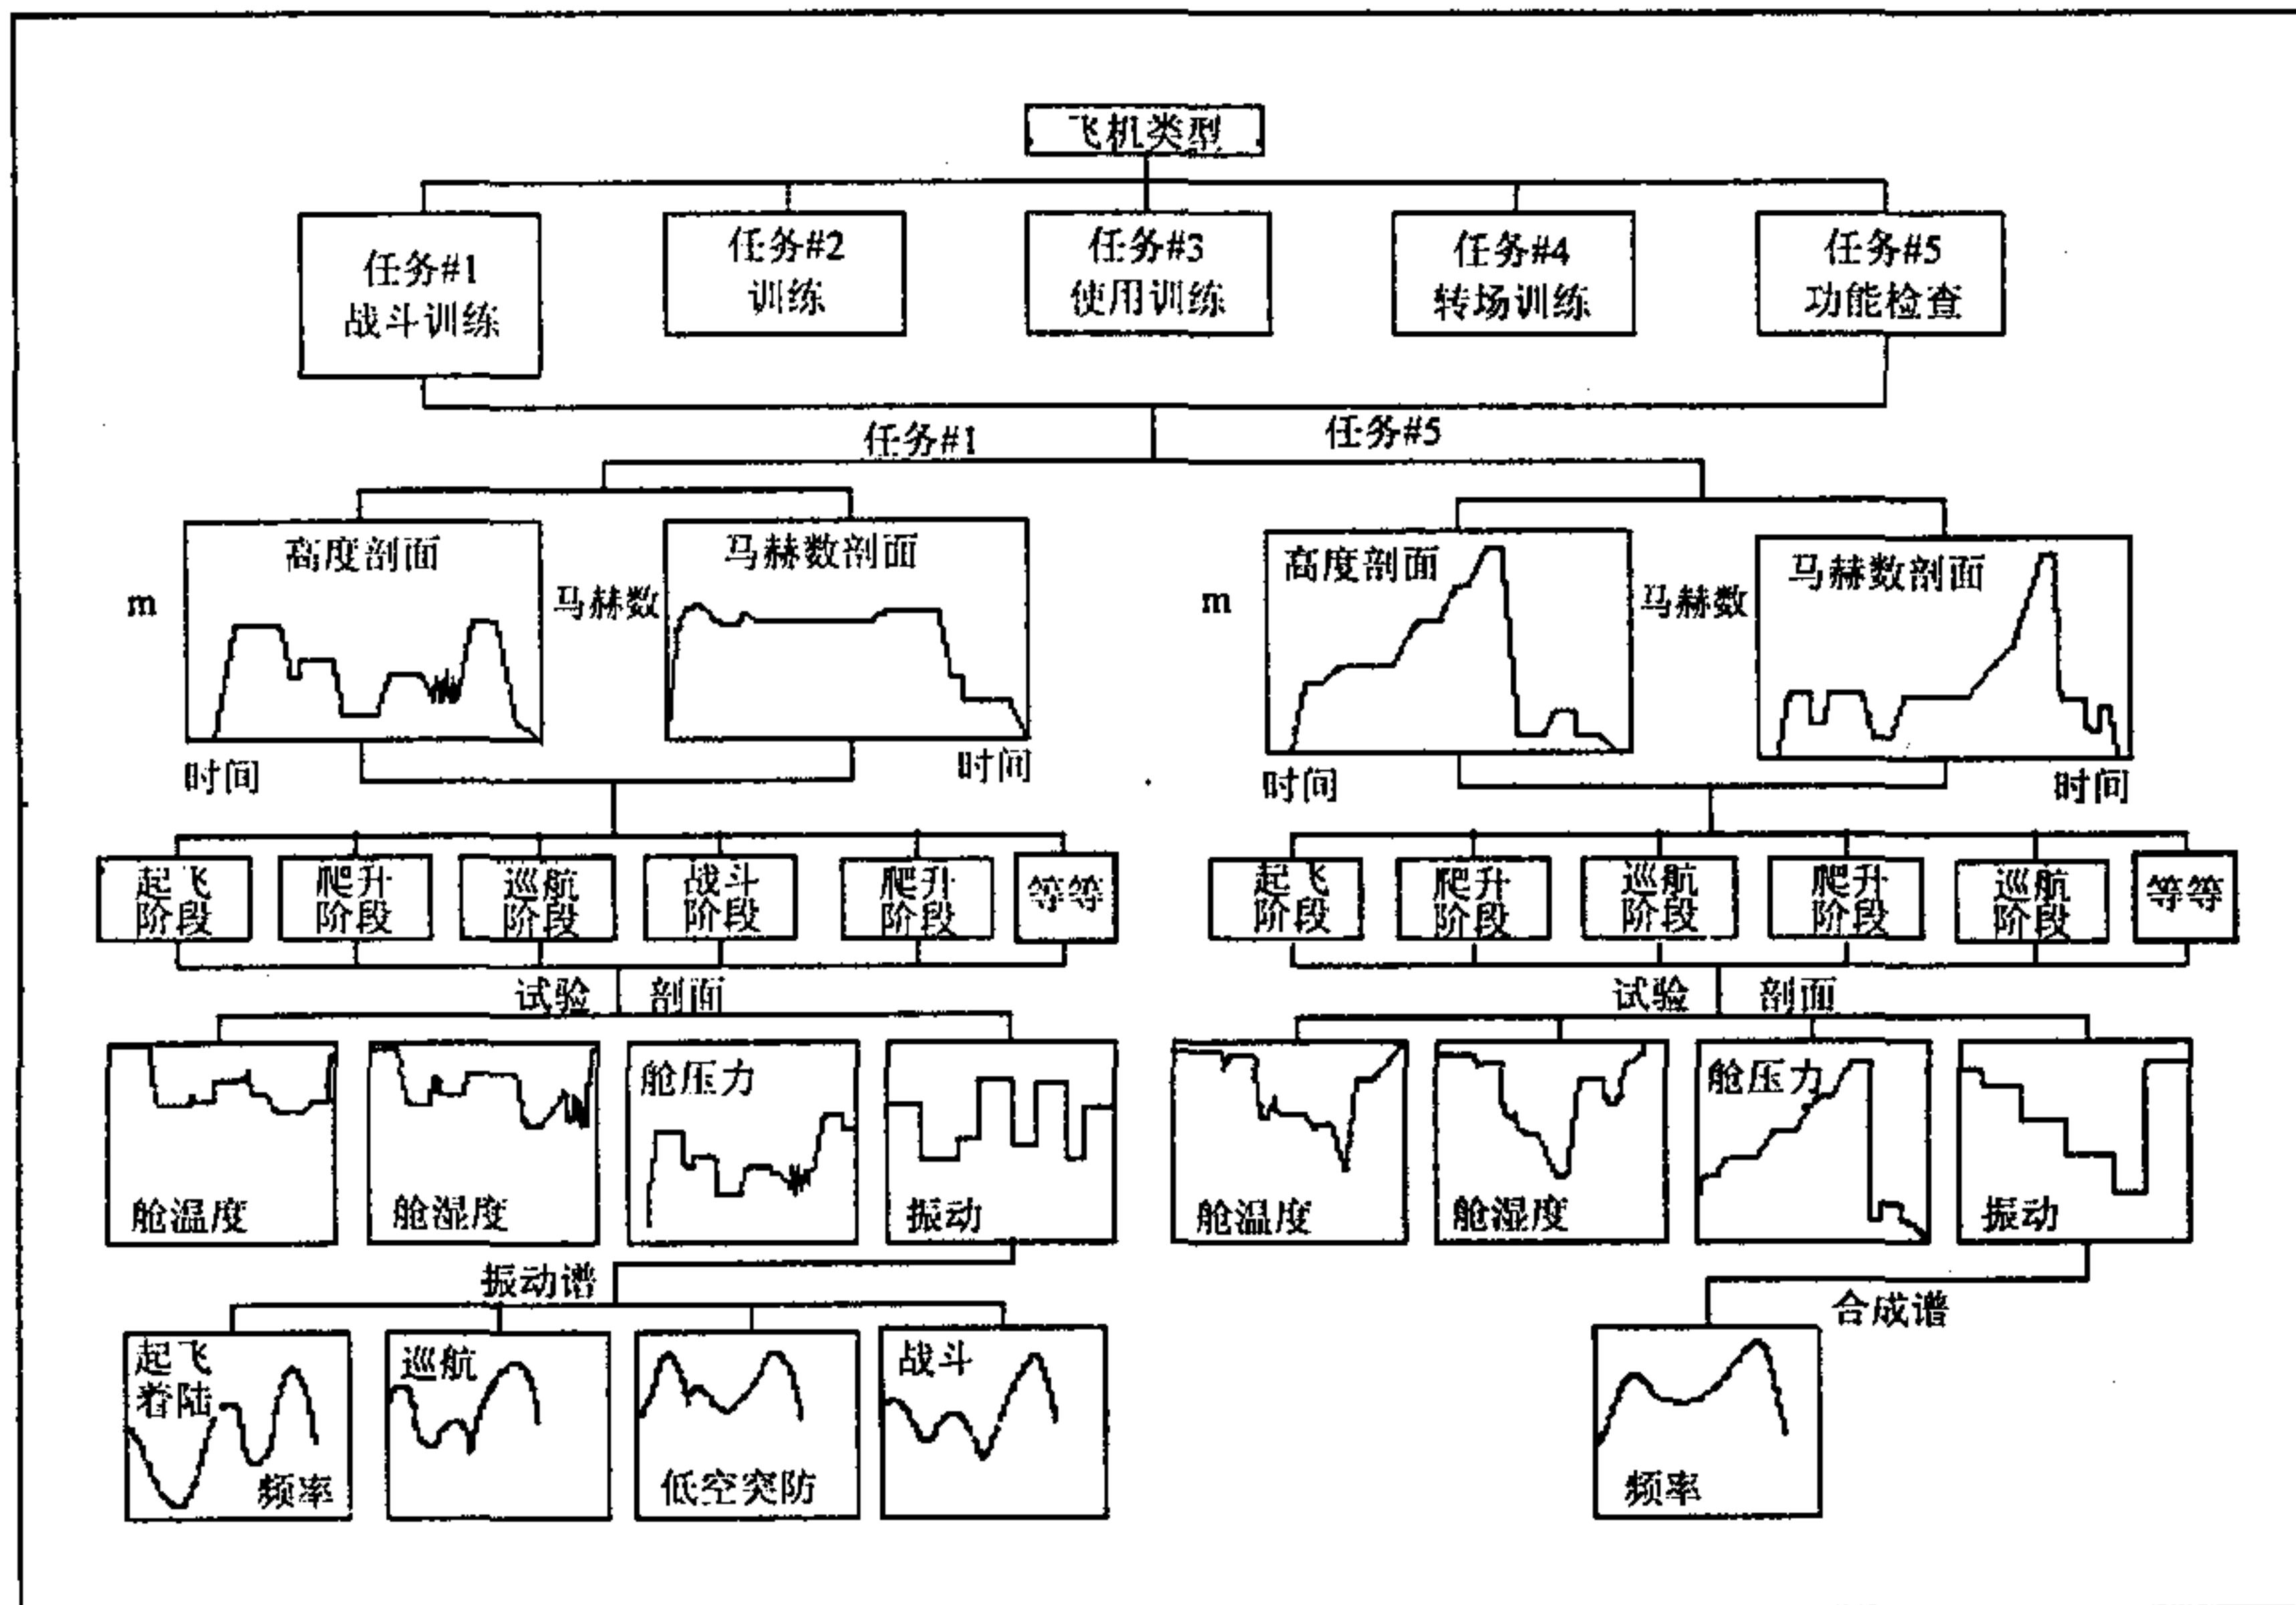 飞机类型
任务#1
战斗训练
任务#2
训练
任务#3
使用训练
任务#4
转场训练
任务#5
功能检查
任务#1
任务#5
高度剖面
m
时间
马赫数剖面
马赫数
时间
高度剖面
m
时间
马赫数剖面
马赫数
时间
起飞
阶段
爬升
阶段
巡航
阶段
战斗
阶段
爬升
阶段
等等
起飞
阶段
爬升
阶段
巡航
阶段
爬升
阶段
巡航
阶段
等等
试验 剖面
试验 剖面
舱温度
舱湿度
舱压力
振动
舱温度
舱湿度
舱压力
振动
振动谱
合成谱
起飞
着陆
频率
巡航
低空突防
战斗
频率